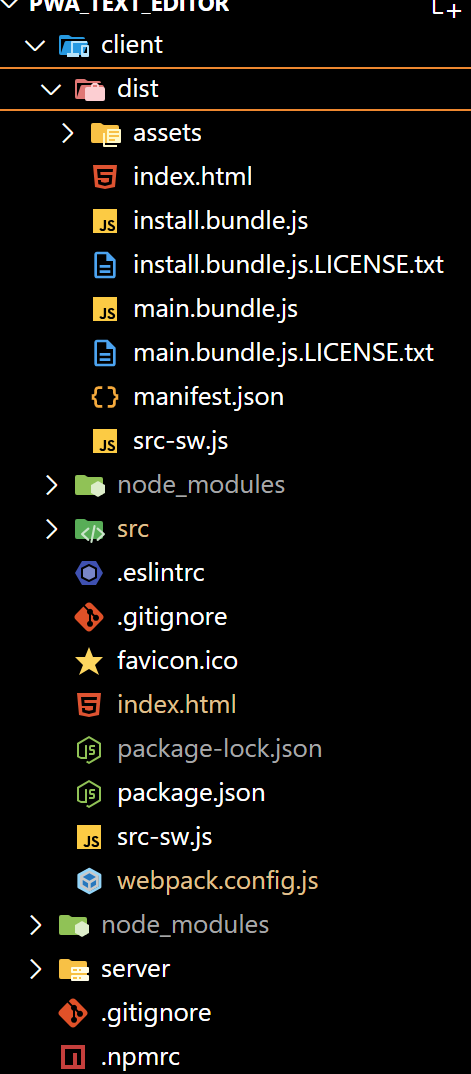 PWA_TEXT_EDITOR
client
dist
assets
index.html
install.bundle.js
install.bundle.js.LICENSE.txt
main.bundle.js
main.bundle.js.LICENSE.txt
manifest.json
src-sw.js
node_modules
src
.eslintrc
.gitignore
favicon.ico
index.html
package-lock.json
package.json
src-sw.js
webpack.config.js
node_modules
server
.gitignore
.npmrc